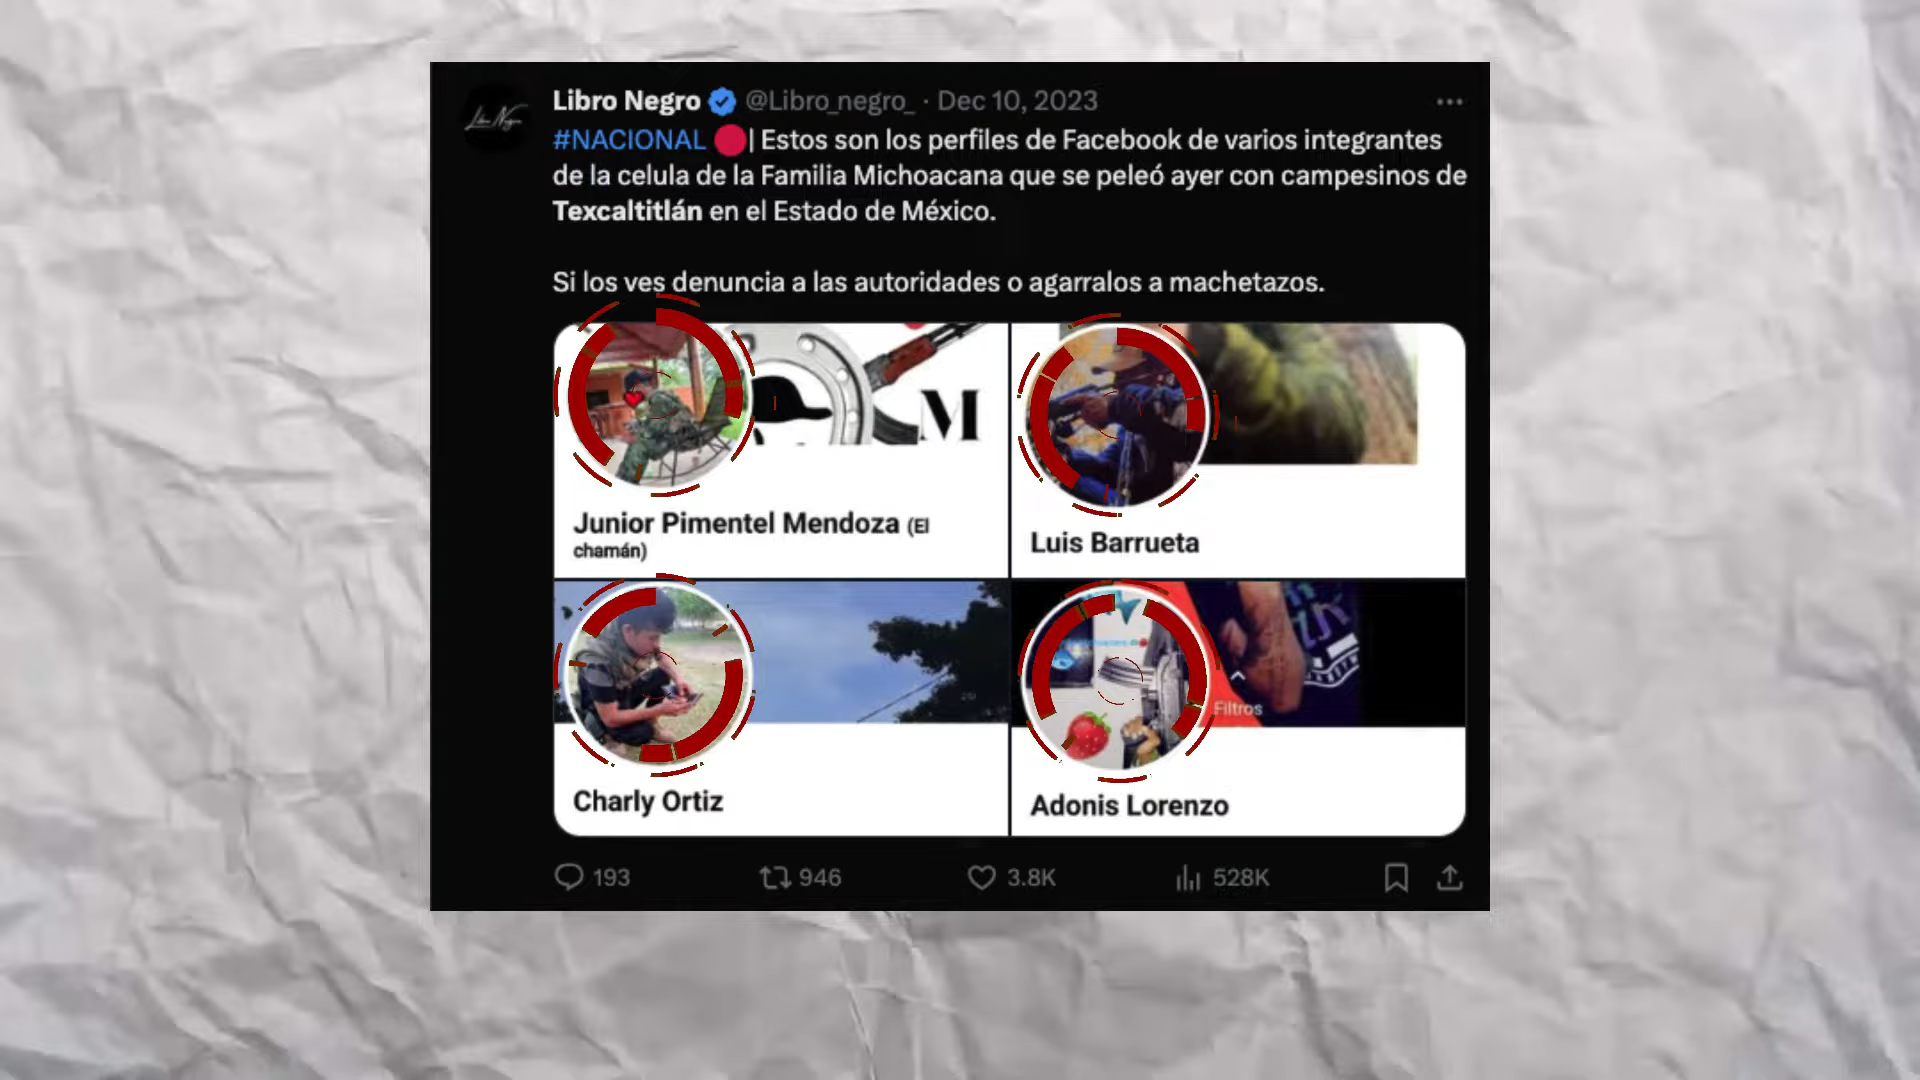 Libro Negro @Libro_negro_ · Dec 10, 2023
#NACIONAL | Estos son los perfiles de Facebook de varios integrantes
de la celula de la Familia Michoacana que se peleó ayer con campesinos de
Texcaltitlán en el Estado de México.
Si los ves denuncia a las autoridades o agarralos a machetazos.
M
Junior Pimentel Mendoza (El
chamán)
Luis Barrueta
Filtros
Charly Ortiz
Adonis Lorenzo
193 946 3.8K 528K